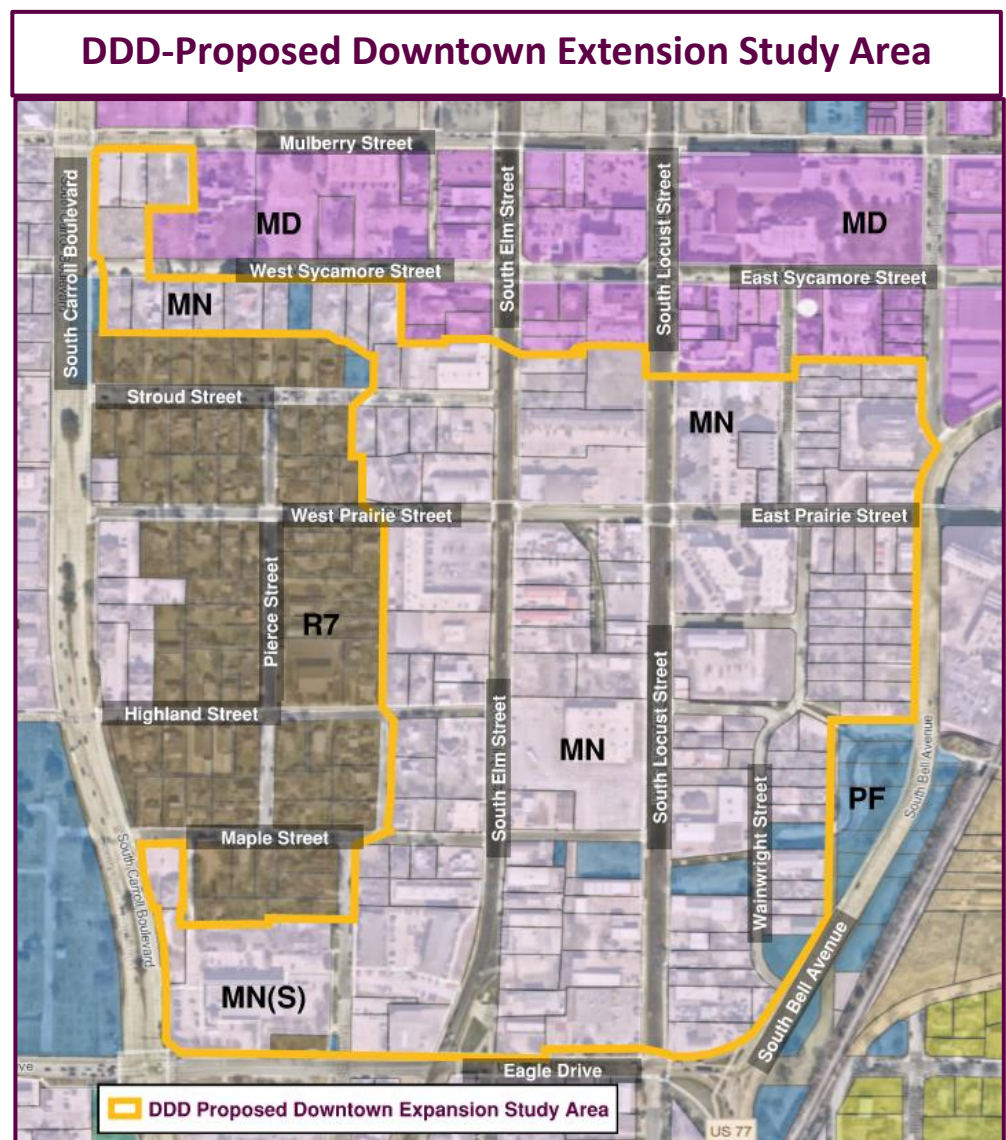 DDD-Proposed Downtown Extension Study Area
Mulberry Street
South Carroll Boulevard
MD
South Elm Street
South Locust Street
MD
West Sycamore Street
East Sycamore Street
MN
Stroud Street
MN
West Prairie Street
East Prairie Street
Pierce Street
R7
Highland Street
South Elm Street
MN
South Locust Street
South Bell Avenue
PF
Maple Street
Wainwright Street
South Carroll Boulevard
MN(S)
South Bell Avenue
Eagle Drive
ve
DDD Proposed Downtown Expansion Study Area
US 77